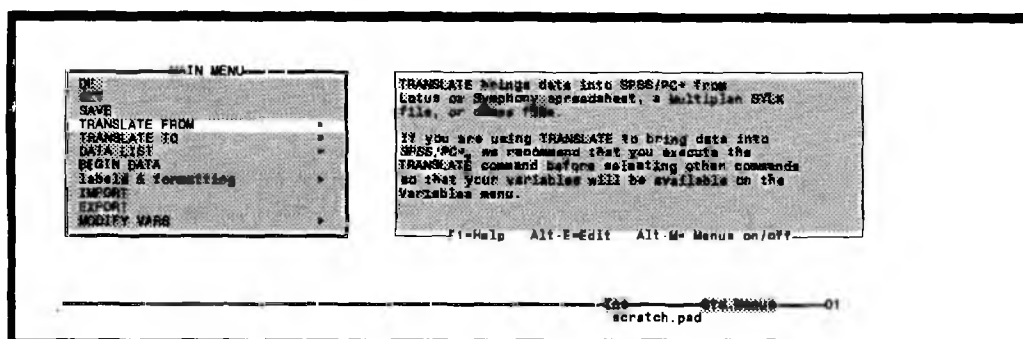 MAIN MENU
SAVE
TRANSLATE FROM
TRANSLATE TO
DATA LIST
BEGIN DATA
labels & formatting
IMPORT
EXPORT
MODIFY VARS
TRANSLATE brings data into SPSS/PC+ from
Lotus or Symphony spreadsheet, a Multiplan SYLK
file, or
If you are using TRANSLATE to bring data into
SPSS/PC+, we recommend that you execute the
TRANSLATE command before selecting other commands
so that your variables will be available on the
Variables menu.
F1=Help Alt-E=Edit Alt-M= Menus on/off
Ins Std Menus 01
scratch.pad